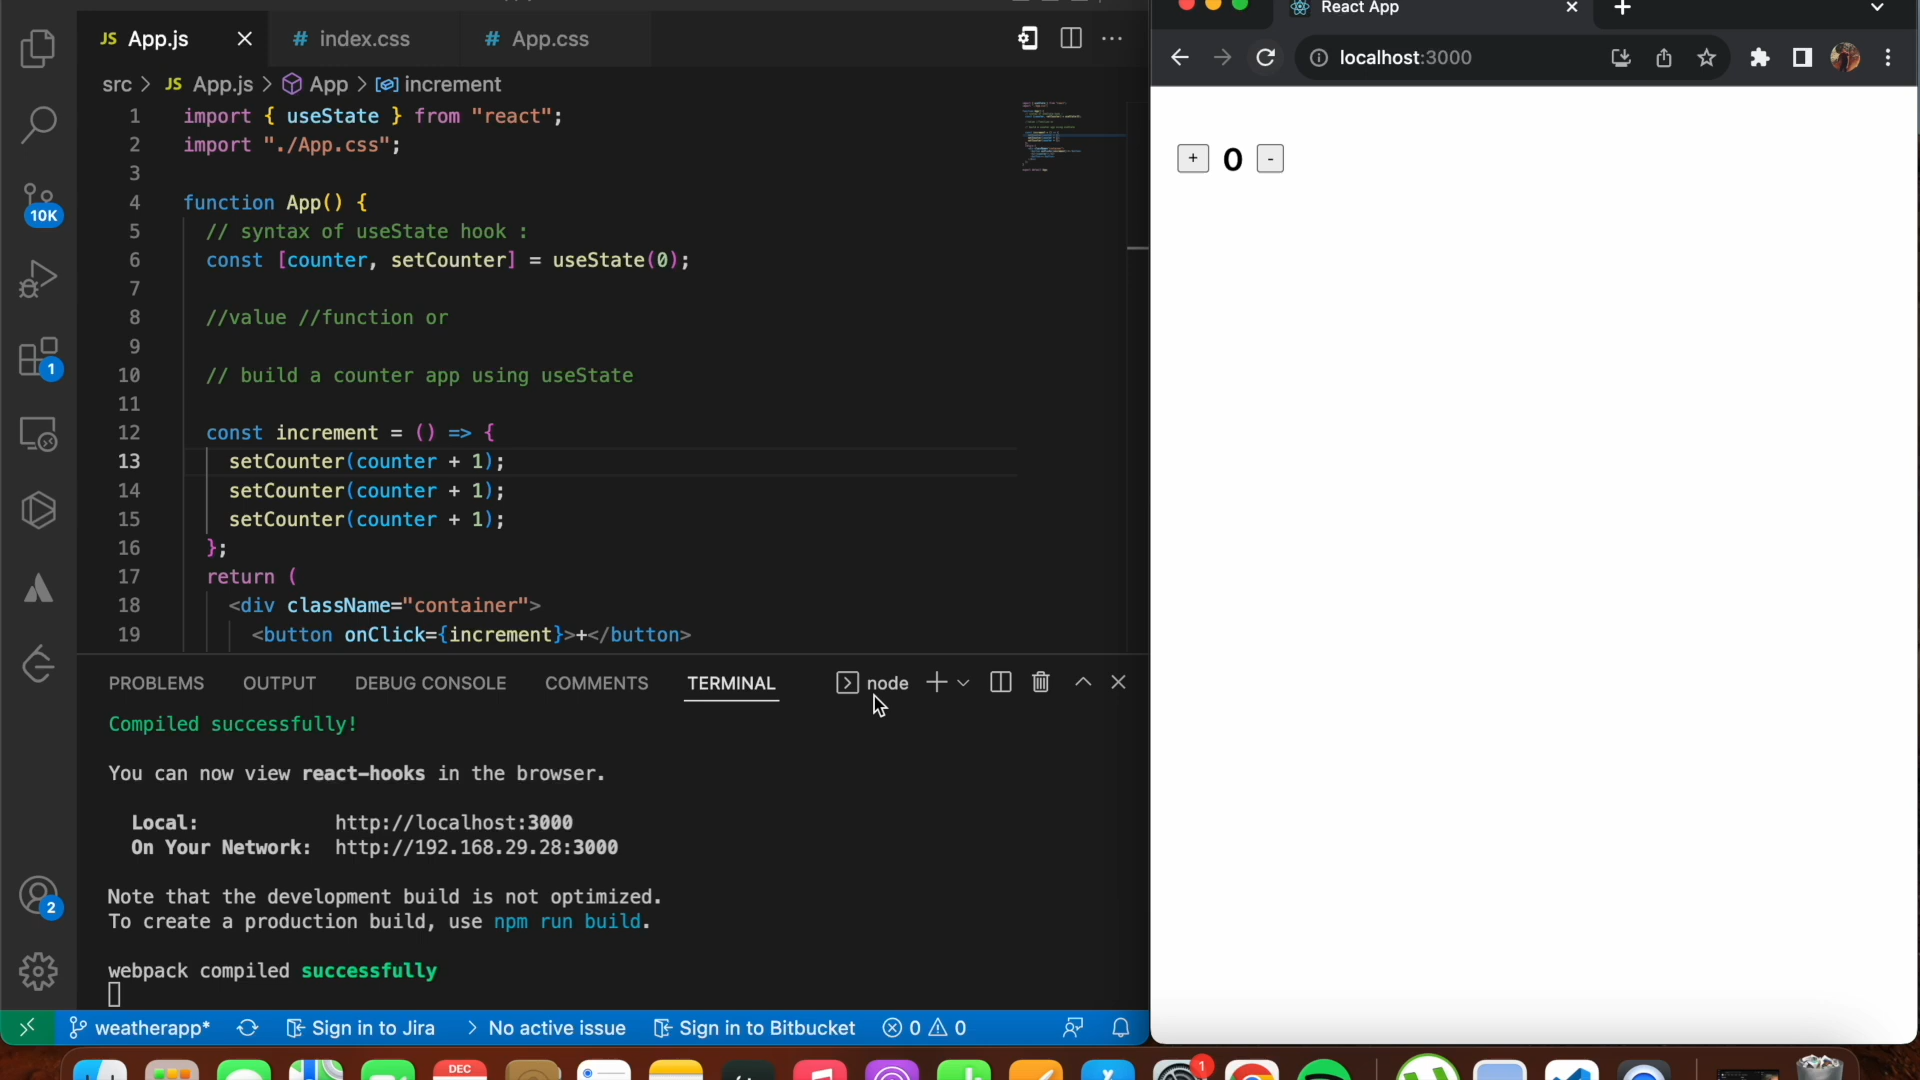 JS App.js
# index.css
# App.css
src > JS App.js > App > increment
1 import { useState } from "react";
2 import "./App.css";
3
4 function App() {
5 // syntax of useState hook :
6 const [counter, setCounter] = useState(0);
7
8 //value //function or
9
10 // build a counter app using useState
11
12 const increment = () => {
13 setCounter(counter + 1);
14 setCounter(counter + 1);
15 setCounter(counter + 1);
16 };
17 return (
18 <div className="container">
19 <button onClick={increment}>+</button>
10K
1
2
PROBLEMS OUTPUT DEBUG CONSOLE COMMENTS TERMINAL node
Compiled successfully!
You can now view react-hooks in the browser.
Local: http://localhost:3000
On Your Network: http://192.168.29.28:3000
Note that the development build is not optimized.
To create a production build, use npm run build.
webpack compiled successfully
weatherapp* Sign in to Jira No active issue Sign in to Bitbucket 0 0
React App
localhost:3000
+ 0 -
DEC
1